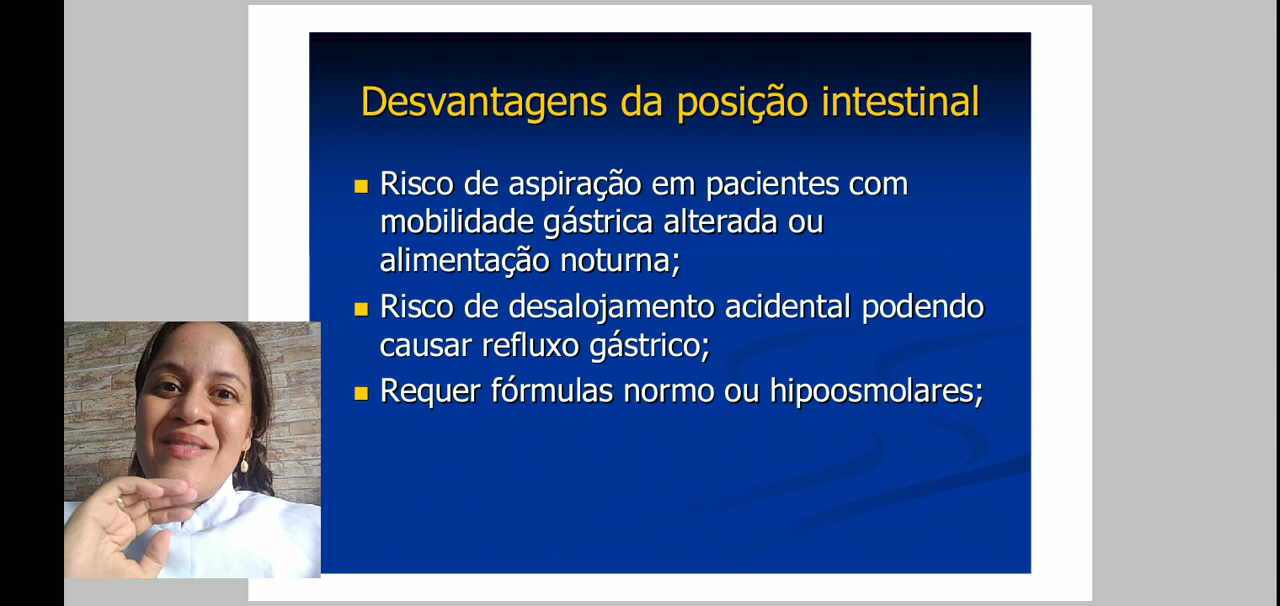 Desvantagens da posição intestinal
Risco de aspiração em pacientes com
mobilidade gástrica alterada ou
alimentação noturna;
Risco de desalojamento acidental podendo
causar refluxo gástrico;
Requer fórmulas normo ou hipoosmolares;